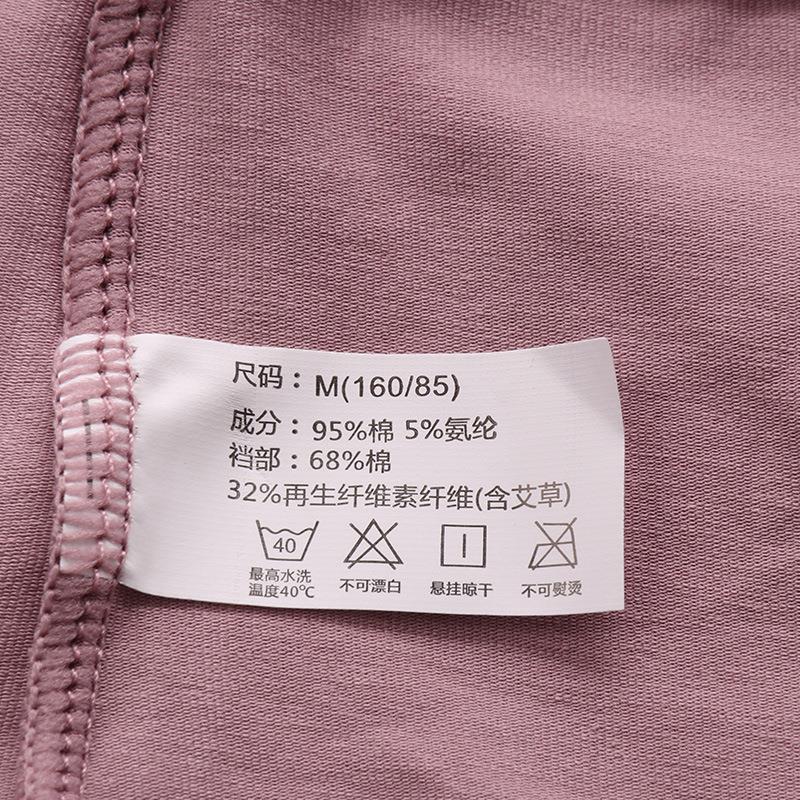 尺码：M(160/85)
成分：95%棉 5%氨纶
裆部：68%棉
32%再生纤维素纤维(含艾草)
40
最高水洗 温度40℃
不可漂白
悬挂晾干
不可熨烫